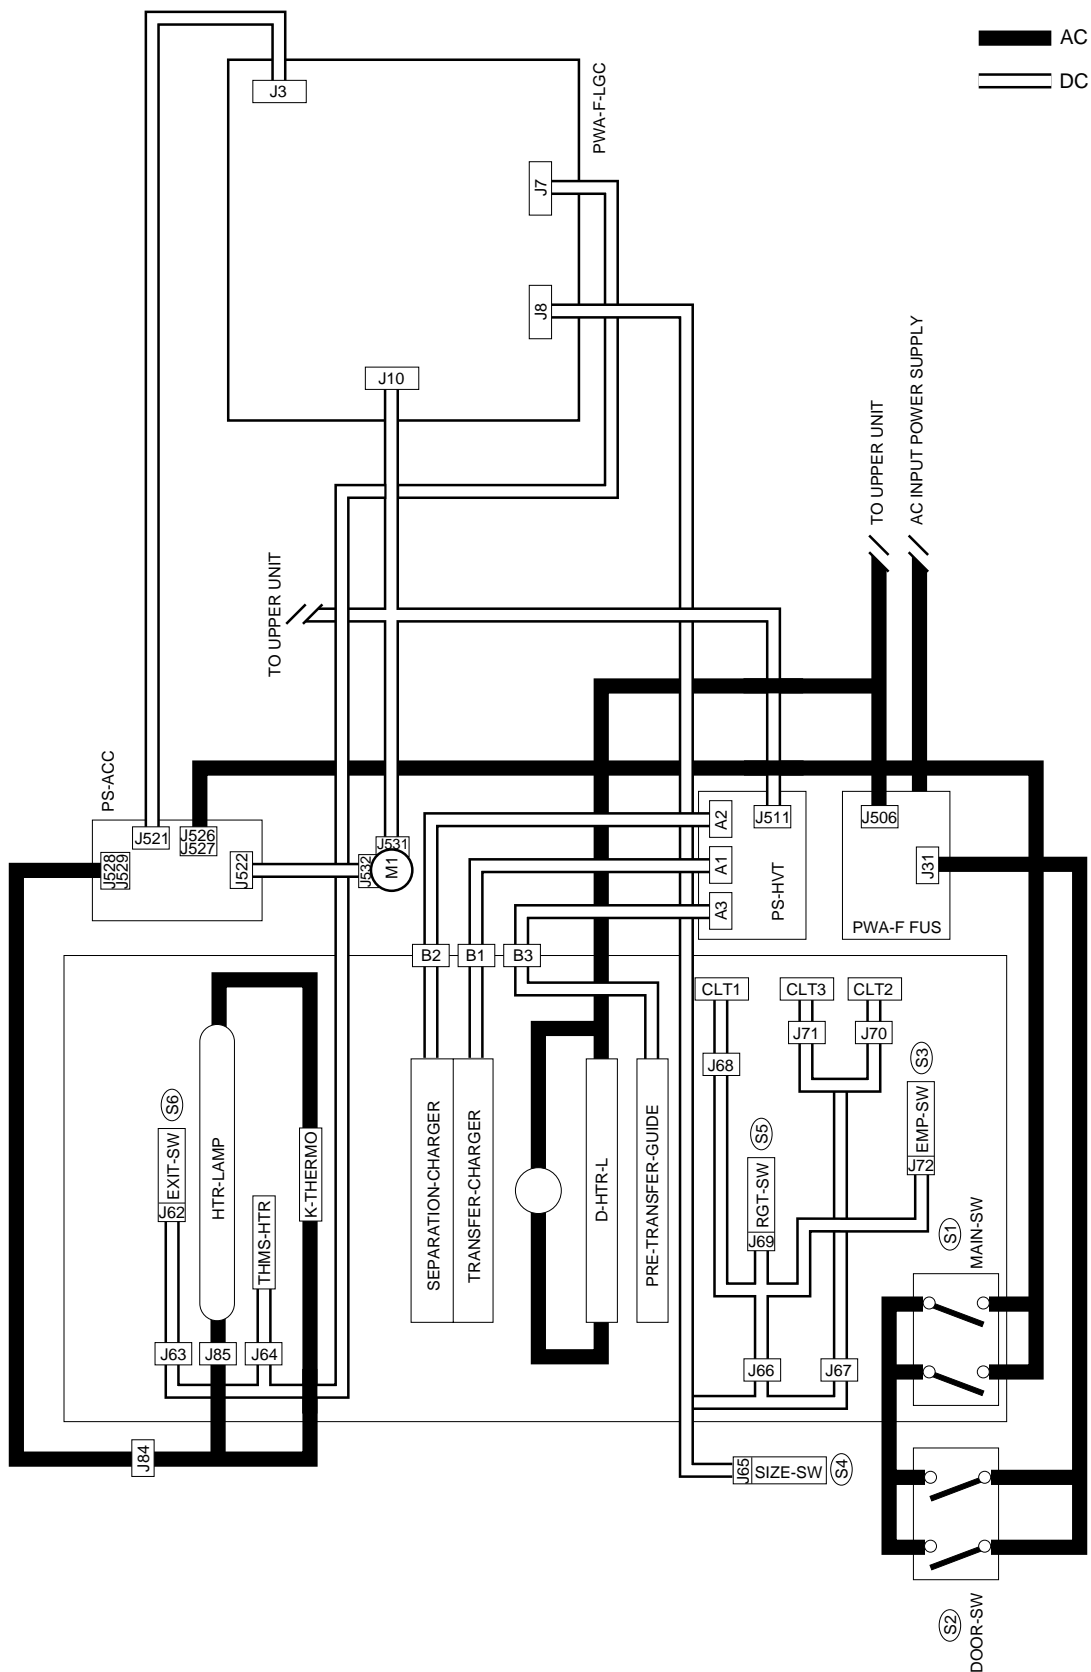 AC
DC
J3
PWA-F-LGC
J7
J8
J10
TO UPPER UNIT
AC INPUT POWER SUPPLY
TO UPPER UNIT
PS-ACC
J521
J526
J527
J528
J529
J522
J531
J532
M1
A2
J511
A1
A3
PS-HVT
J506
J31
PWA-F FUS
B2
B1
B3
CLT1
CLT3
CLT2
J71
J70
J68
S3
EMP-SW
J72
S6
EXIT-SW
J62
HTR-LAMP
K-THERMO
THMS-HTR
SEPARATION-CHARGER
TRANSFER-CHARGER
D-HTR-L
PRE-TRANSFER-GUIDE
S5
RGT-SW
J69
S1
MAIN-SW
J63
J85
J64
J66
J67
J84
J65
SIZE-SW
S4
S2
DOOR-SW